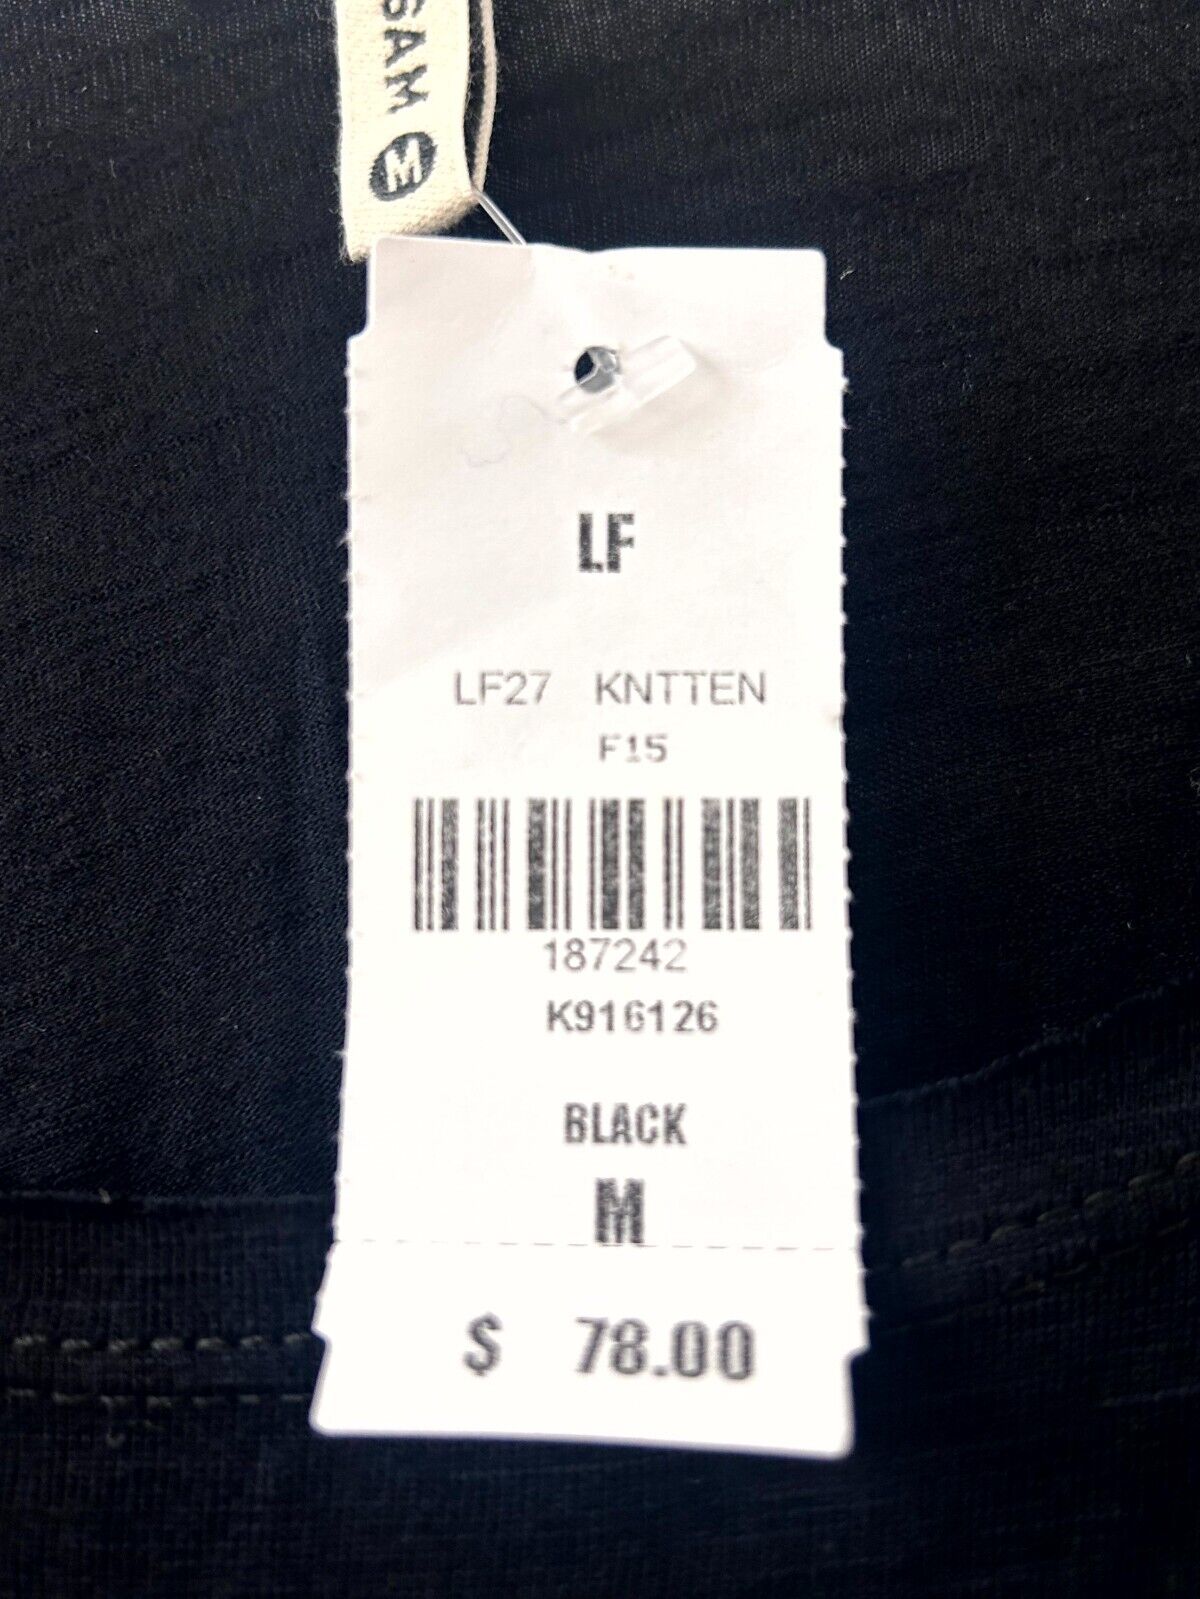 SAM M
LF
LF27 KNTTEN
F15
187242
K916126
BLACK
M
$ 78.00